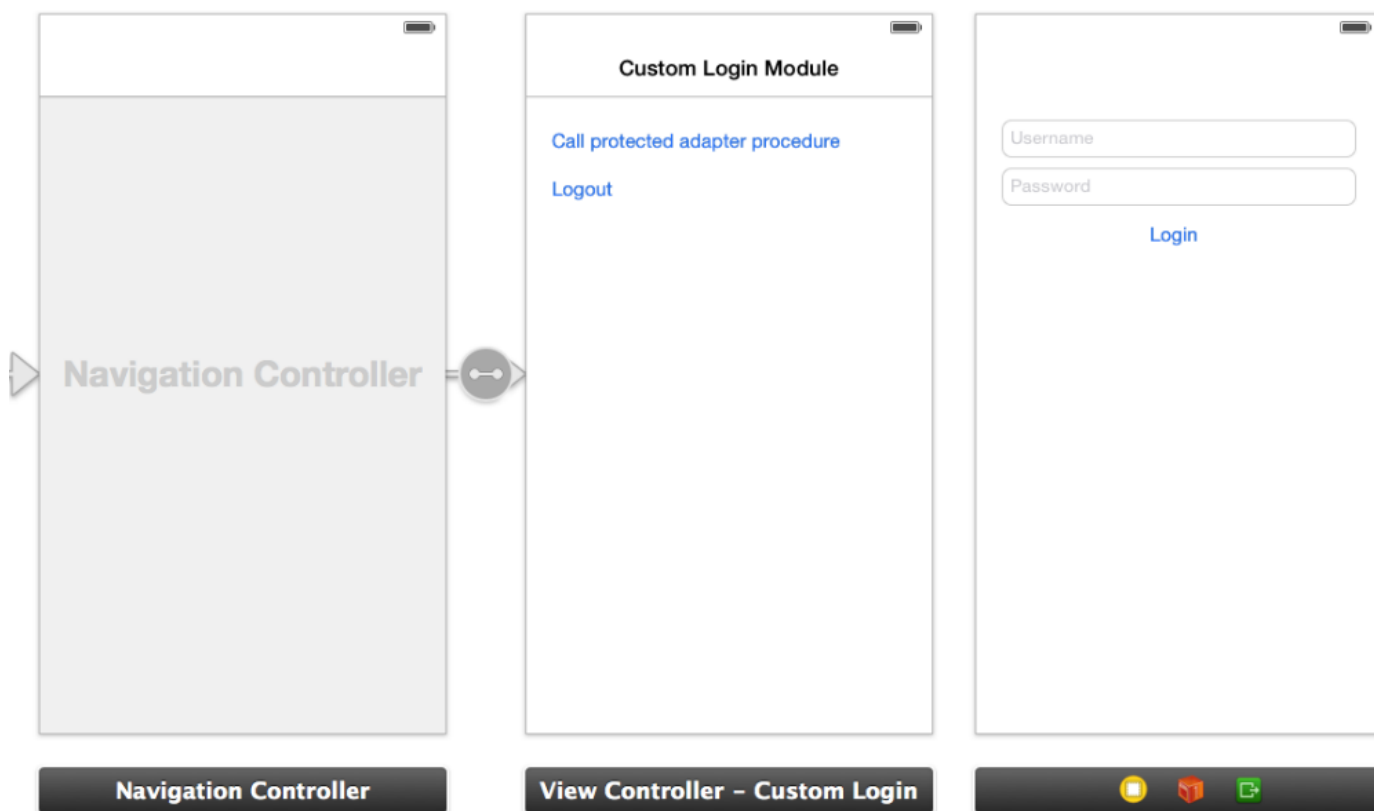 Navigation Controller
Navigation Controller
Custom Login Module
Call protected adapter procedure
Logout
View Controller – Custom Login
Username
Password
Login